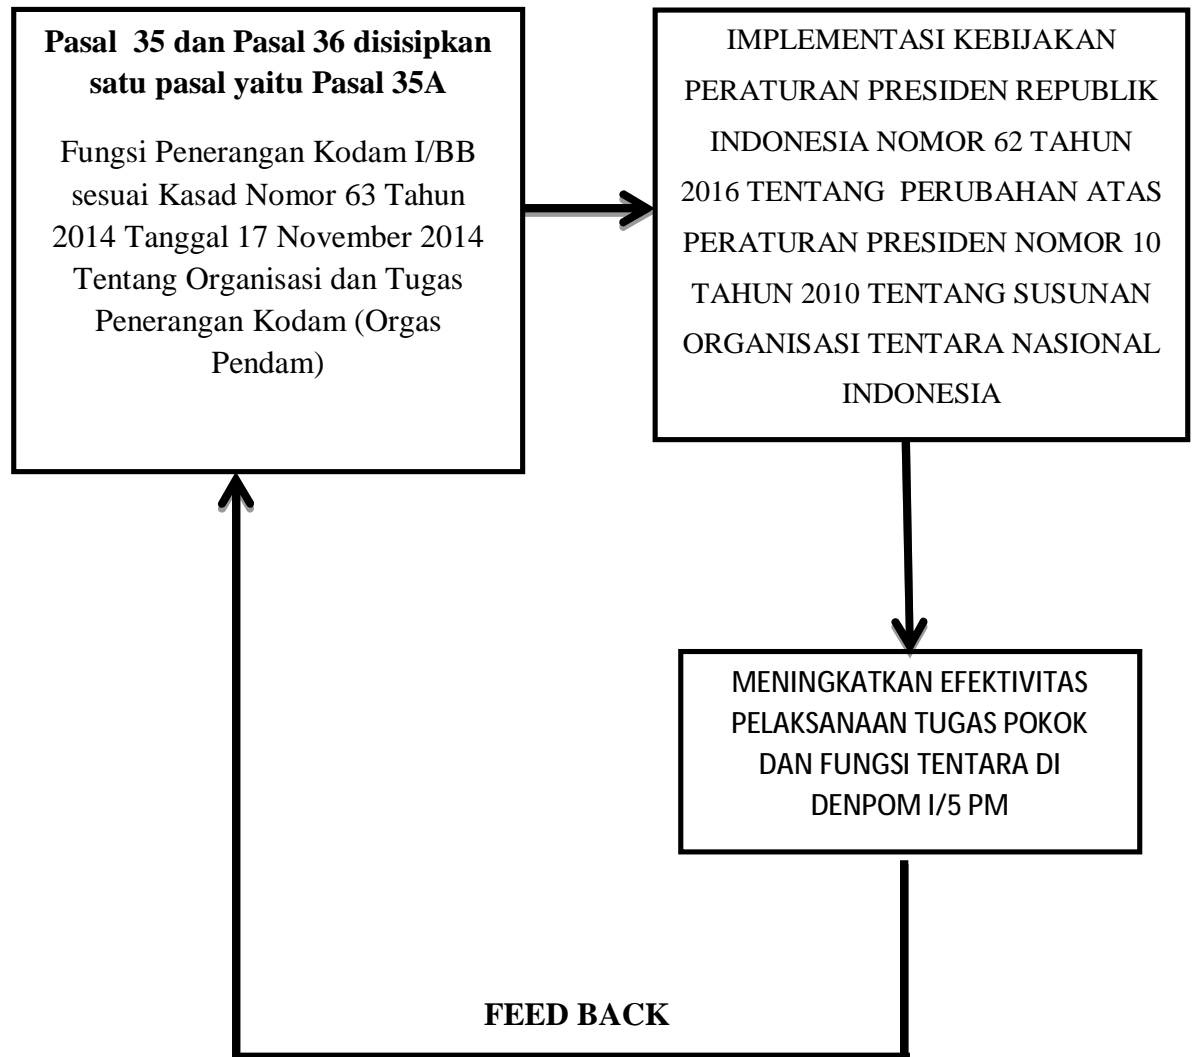 Pasal 35 dan Pasal 36 disisipkan
satu pasal yaitu Pasal 35A
Fungsi Penerangan Kodam I/BB
sesuai Kasad Nomor 63 Tahun
2014 Tanggal 17 November 2014
Tentang Organisasi dan Tugas
Penerangan Kodam (Orgas
Pendam)
IMPLEMENTASI KEBIJAKAN
PERATURAN PRESIDEN REPUBLIK
INDONESIA NOMOR 62 TAHUN
2016 TENTANG PERUBAHAN ATAS
PERATURAN PRESIDEN NOMOR 10
TAHUN 2010 TENTANG SUSUNAN
ORGANISASI TENTARA NASIONAL
INDONESIA
MENINGKATKAN EFEKTIVITAS
PELAKSANAAN TUGAS POKOK
DAN FUNGSI TENTARA DI
DENPOM I/5 PM
FEED BACK